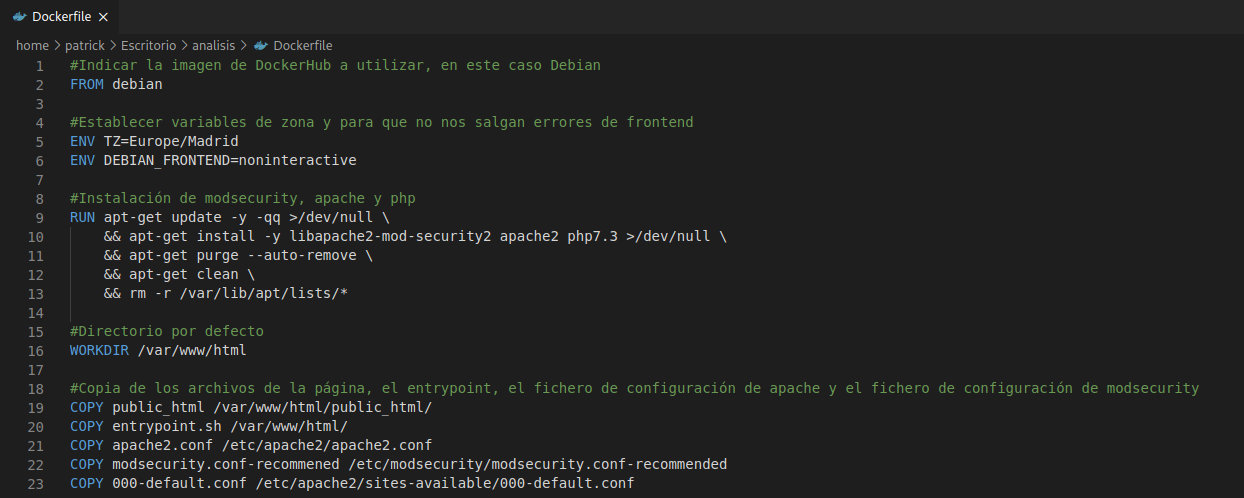 Dockerfile ×
home > patrick > Escritorio > analisis > Dockerfile
1 #Indicar la imagen de DockerHub a utilizar, en este caso Debian
2 FROM debian
3
4 #Establecer variables de zona y para que no nos salgan errores de frontend
5 ENV TZ=Europe/Madrid
6 ENV DEBIAN_FRONTEND=noninteractive
7
8 #Instalación de modsecurity, apache y php
9 RUN apt-get update -y -qq >/dev/null \
10 && apt-get install -y libapache2-mod-security2 apache2 php7.3 >/dev/null \
11 && apt-get purge --auto-remove \
12 && apt-get clean \
13 && rm -r /var/lib/apt/lists/*
14
15 #Directorio por defecto
16 WORKDIR /var/www/html
17
18 #Copia de los archivos de la página, el entrypoint, el fichero de configuración de apache y el fichero de configuración de modsecurity
19 COPY public_html /var/www/html/public_html/
20 COPY entrypoint.sh /var/www/html/
21 COPY apache2.conf /etc/apache2/apache2.conf
22 COPY modsecurity.conf-recommened /etc/modsecurity/modsecurity.conf-recommended
23 COPY 000-default.conf /etc/apache2/sites-available/000-default.conf